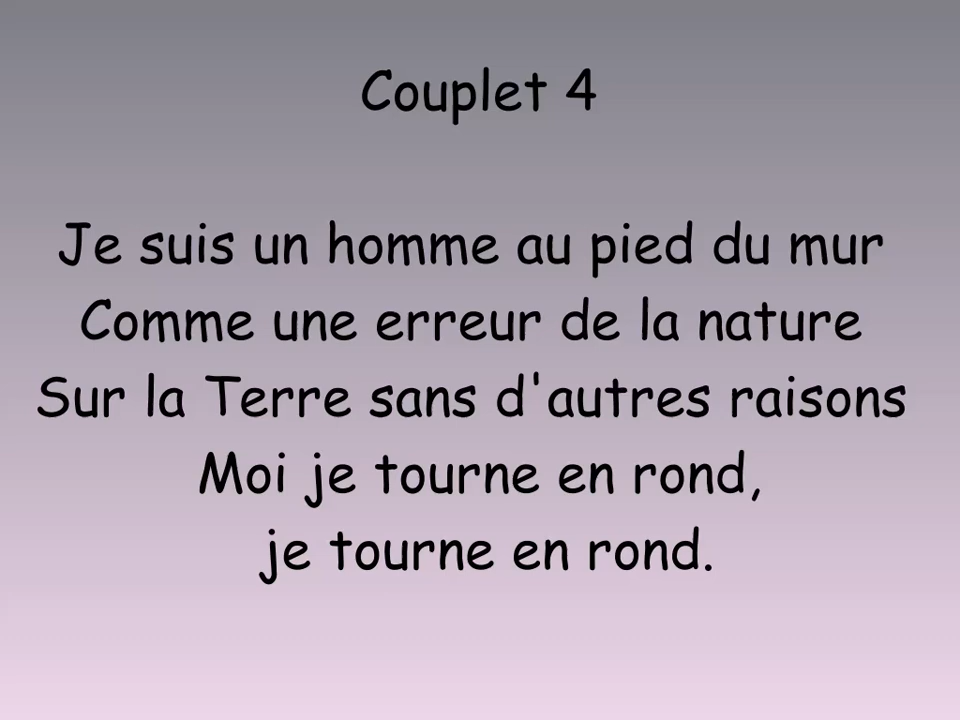 Couplet 4
Je suis un homme au pied du mur
Comme une erreur de la nature
Sur la Terre sans d'autres raisons
Moi je tourne en rond,
je tourne en rond.